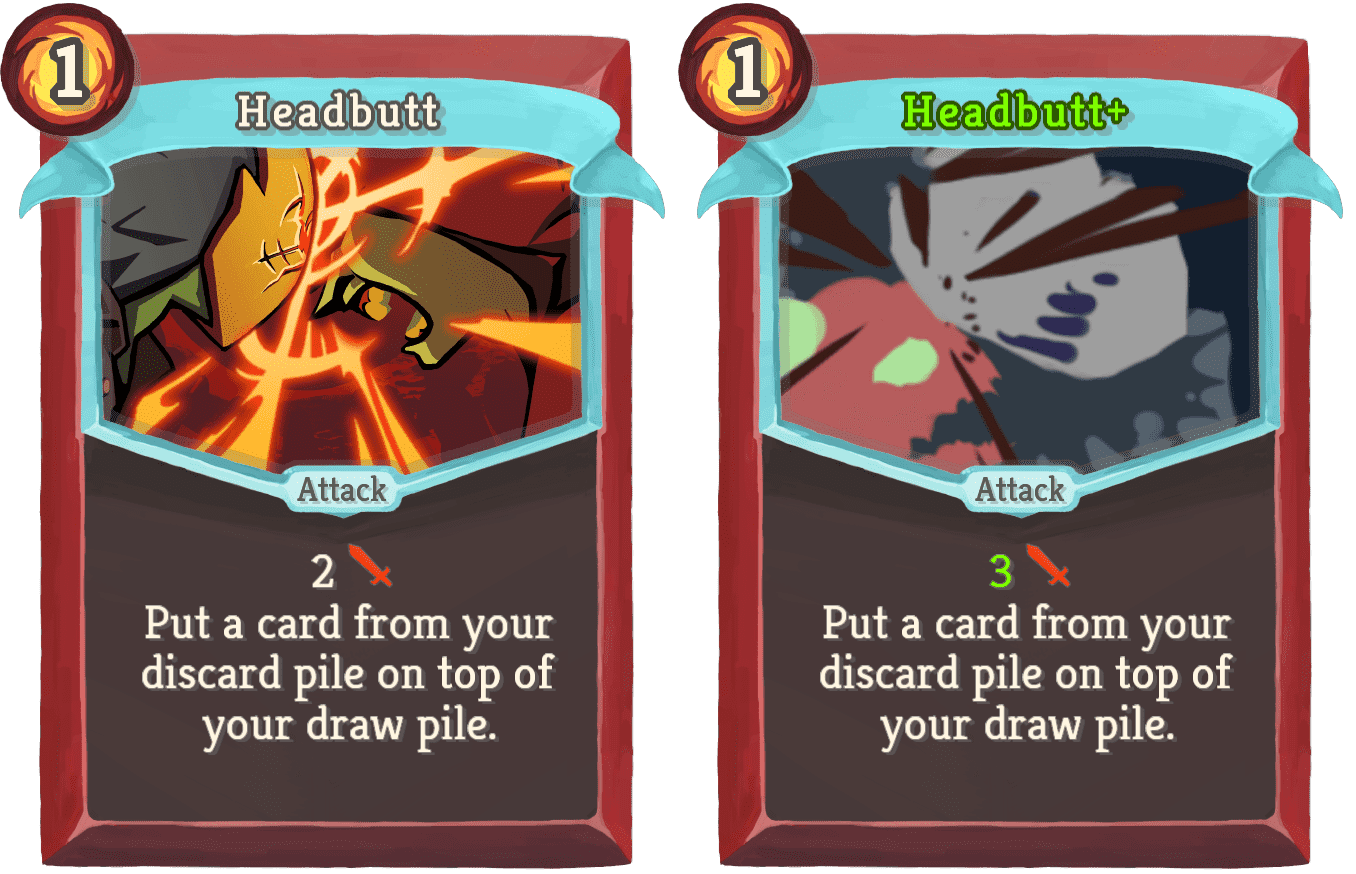 1
Headbutt
Attack
2
Put a card from your
discard pile on top of
your draw pile.
1
Headbutt+
Attack
3
Put a card from your
discard pile on top of
your draw pile.